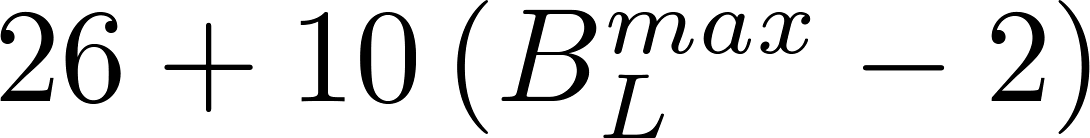 26 + 10 (B_L^{max} − 2)